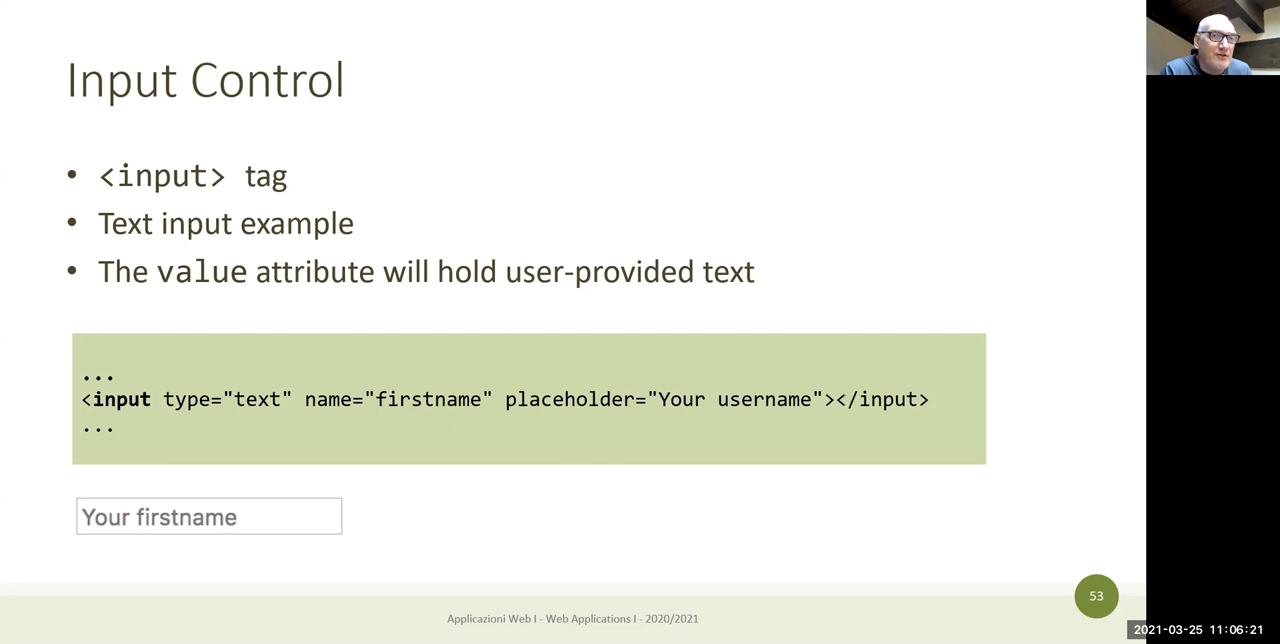 Input Control
• <input> tag
• Text input example
• The value attribute will hold user-provided text
...
<input type="text" name="firstname" placeholder="Your username"></input>
...
Your firstname
53
Applicazioni Web I - Web Applications I - 2020/2021
2021-03-25 11:06:21